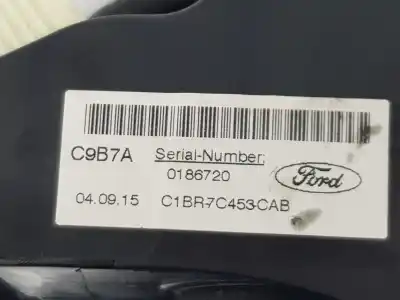 C9B7A Serial-Number:
0186720
Ford
04.09.15 C1BR-7C453-CAB